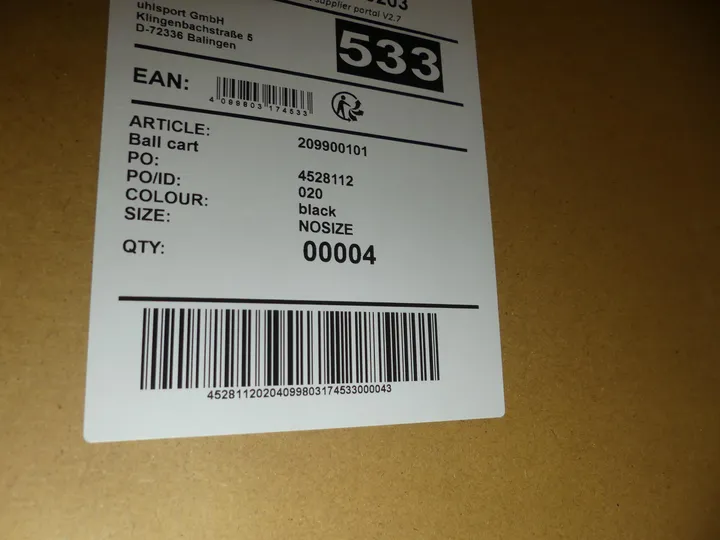 supplier portal V2.7
uhlsport GmbH
Klingenbachstraße 5
D-72336 Balingen
533
EAN:
4 099803 174533
ARTICLE: 209900101
Ball cart
PO: 4528112
PO/ID: 020
COLOUR: black
SIZE: NOSIZE
QTY: 00004
4528112020409980317453300043